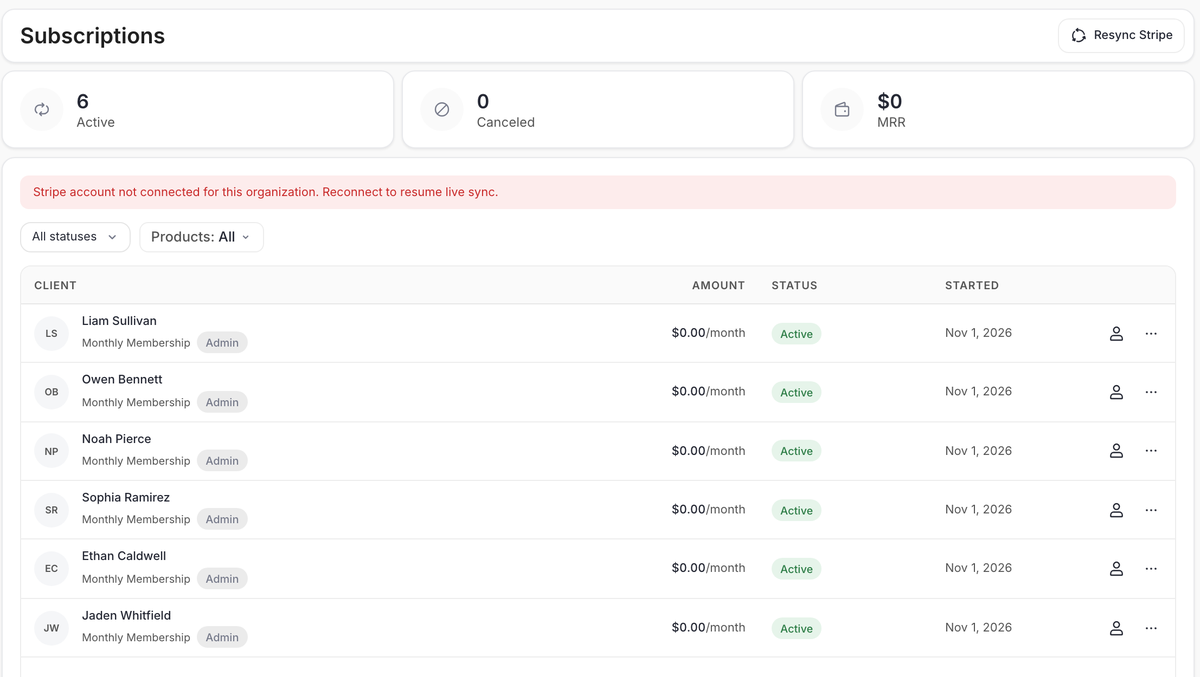 Subscriptions
Resync Stripe
6
Active
0
Canceled
$0
MRR
Stripe account not connected for this organization. Reconnect to resume live sync.
All statuses
Products: All
CLIENT AMOUNT STATUS STARTED
LS
Liam Sullivan
Monthly Membership Admin
$0.00/month Active Nov 1, 2026
OB
Owen Bennett
Monthly Membership Admin
$0.00/month Active Nov 1, 2026
NP
Noah Pierce
Monthly Membership Admin
$0.00/month Active Nov 1, 2026
SR
Sophia Ramirez
Monthly Membership Admin
$0.00/month Active Nov 1, 2026
EC
Ethan Caldwell
Monthly Membership Admin
$0.00/month Active Nov 1, 2026
JW
Jaden Whitfield
Monthly Membership Admin
$0.00/month Active Nov 1, 2026